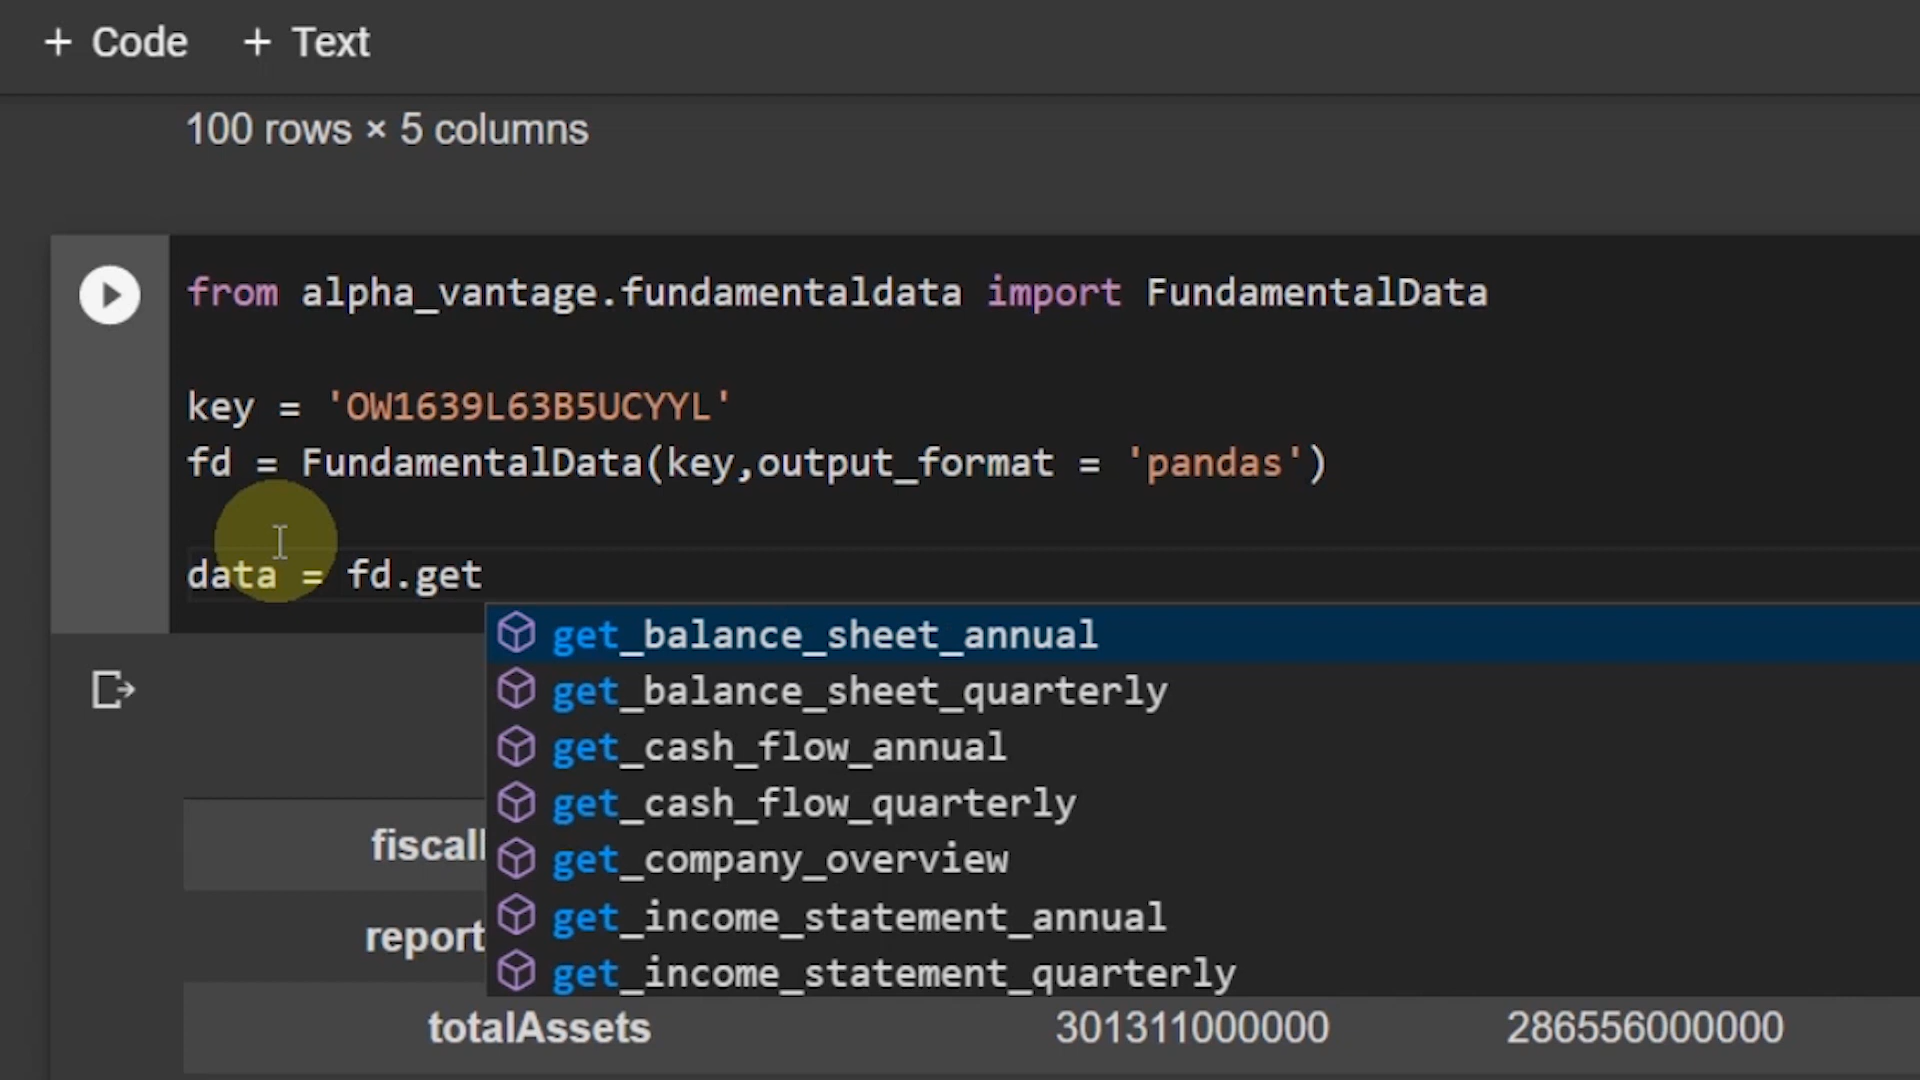 + Code + Text
100 rows × 5 columns
from alpha_vantage.fundamentaldata import FundamentalData
key = 'OW1639L63B5UCYYL'
fd = FundamentalData(key,output_format = 'pandas')
data = fd.get
get_balance_sheet_annual
get_balance_sheet_quarterly
get_cash_flow_annual
get_cash_flow_quarterly
fiscal
get_company_overview
get_income_statement_annual
report
get_income_statement_quarterly
totalAssets 301311000000 286556000000